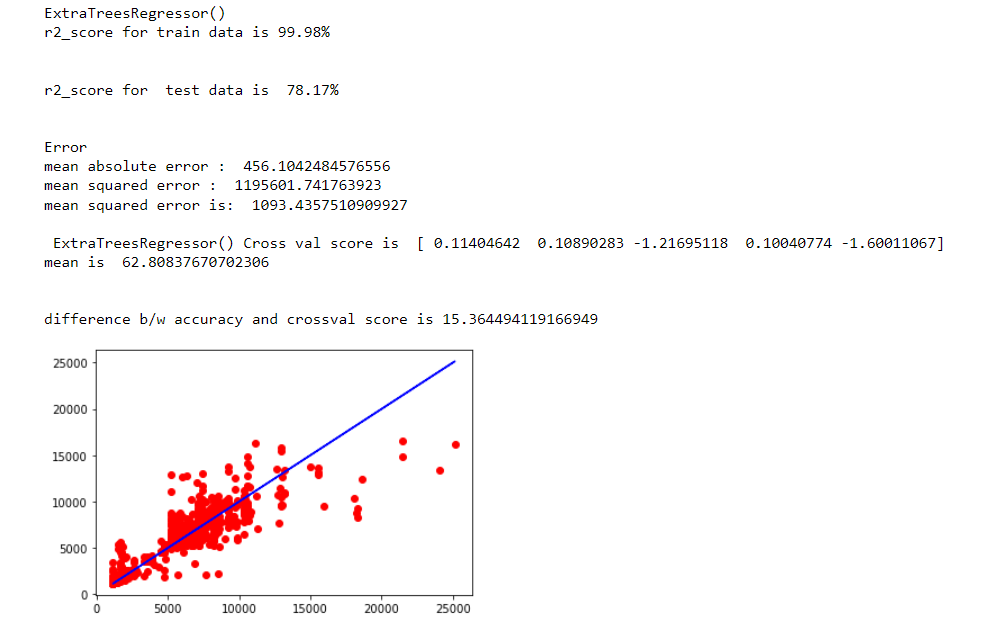 ExtraTreesRegressor()
r2_score for train data is 99.98%
r2_score for  test data is  78.17%
Error
mean absolute error :  456.1042484576556
mean squared error :  1195601.741763923
mean squared error is:  1093.4357510909927
ExtraTreesRegressor() Cross val score is  [ 0.11404642  0.10890283 -1.21695118  0.10040774 -1.60011067]
mean is  62.80837670702306
difference b/w accuracy and crossval score is 15.364494119166949
25000
20000
15000
10000
5000
0
0 5000 10000 15000 20000 25000